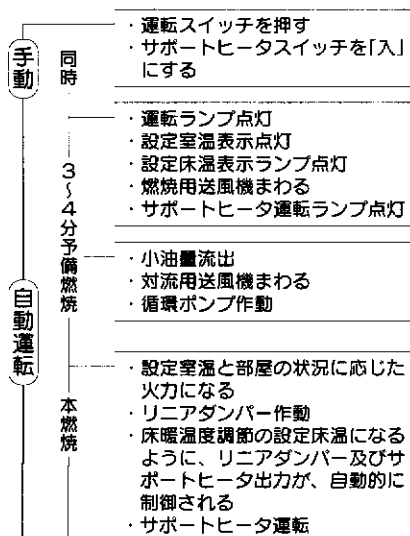 手動
同時
・運転スイッチを押す
・サポートヒータスイッチを「入」
にする
・運転ランプ点灯
・設定室温表示点灯
・設定床温表示ランプ点灯
・燃焼用送風機まわる
・サポートヒータ運転ランプ点灯
自動運転
3~4分予備燃焼
・小油量流出
・対流用送風機まわる
・循環ポンプ作動
本燃焼
・設定室温と部屋の状況に応じた
火力になる
・リニアダンパー作動
・床暖温度調節の設定床温になる
ように、リニアダンパー及びサ
ポートヒータ出力が、自動的に
制御される
・サポートヒータ運転